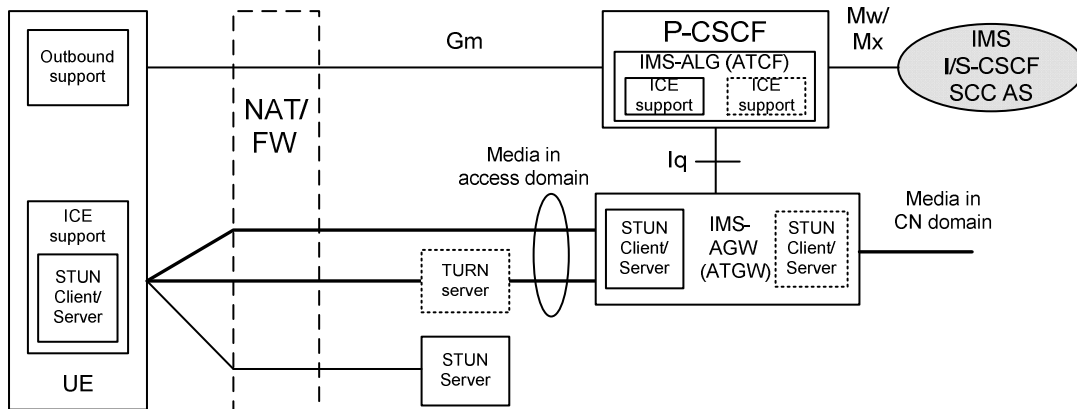 Outbound
support
NAT/
FW
Gm
P-CSCF
IMS-ALG (ATCF)
ICE
support
ICE
support
Mw/
Mx
IMS
I/S-CSCF
SCC AS
Iq
Media in
access domain
ICE
support
STUN
Client/
Server
UE
TURN
server
STUN
Server
STUN
Client/
Server
IMS-
AGW
(ATGW)
STUN
Client/
Server
Media in
CN domain